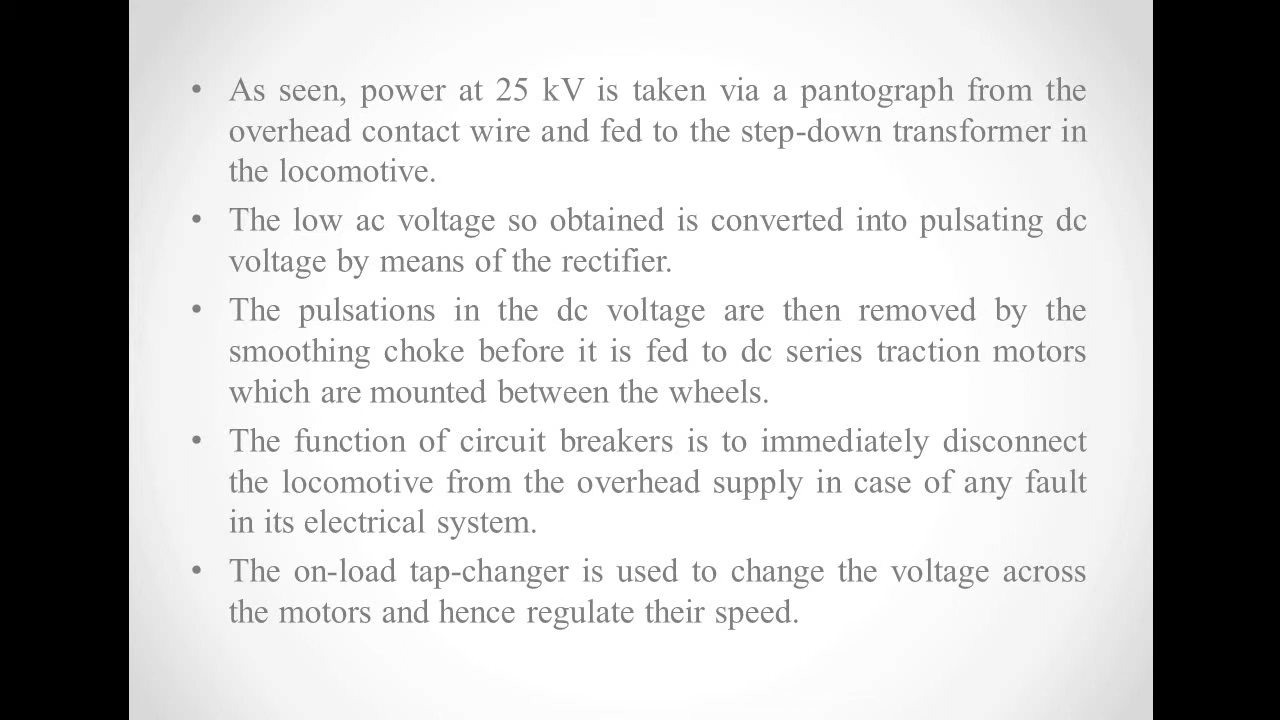 • As seen, power at 25 kV is taken via a pantograph from the
overhead contact wire and fed to the step-down transformer in
the locomotive.
• The low ac voltage so obtained is converted into pulsating dc
voltage by means of the rectifier.
• The pulsations in the dc voltage are then removed by the
smoothing choke before it is fed to dc series traction motors
which are mounted between the wheels.
• The function of circuit breakers is to immediately disconnect
the locomotive from the overhead supply in case of any fault
in its electrical system.
• The on-load tap-changer is used to change the voltage across
the motors and hence regulate their speed.